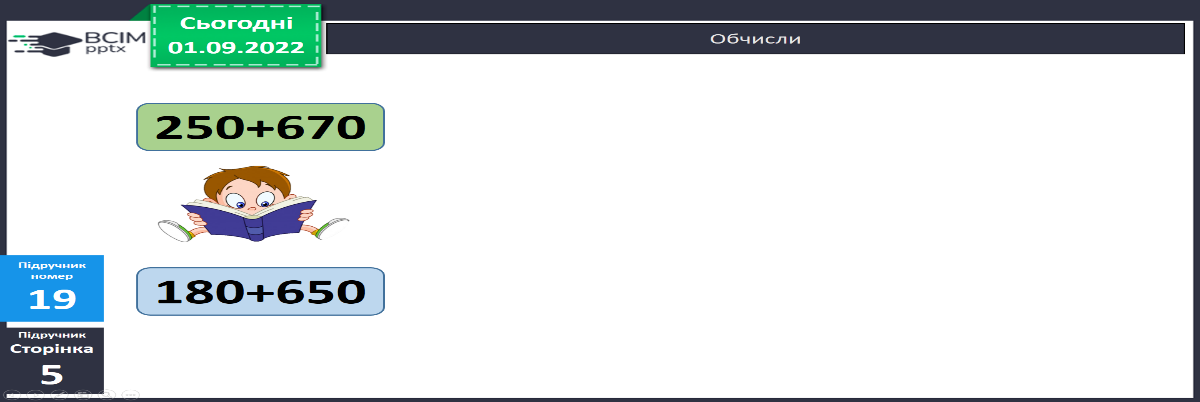 ВСІМ
pptx
Сьогодні
01.09.2022
Обчисли
250+670
180+650
Підручник
номер
19
Підручник
Сторінка
5